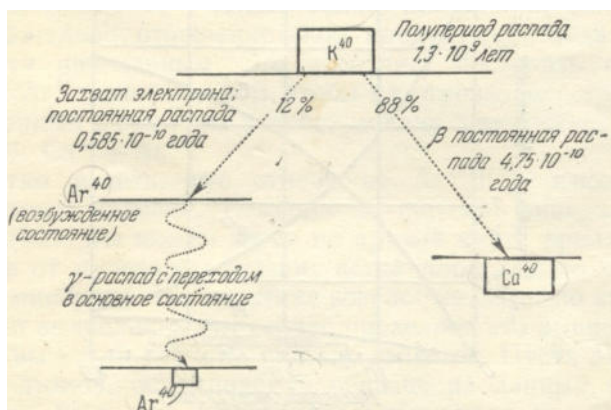 K⁴⁰
Полупериод распада
1,3·10⁹ лет
Захват электрона;
постоянная распада
0,585·10⁻¹⁰ года
12 %
88%
β постоянная рас-
пада 4,75·10⁻¹⁰
года
Ar⁴⁰
(возбужденное
состояние)
γ-распад с переходом
в основное состояние
Ca⁴⁰
Ar⁴⁰